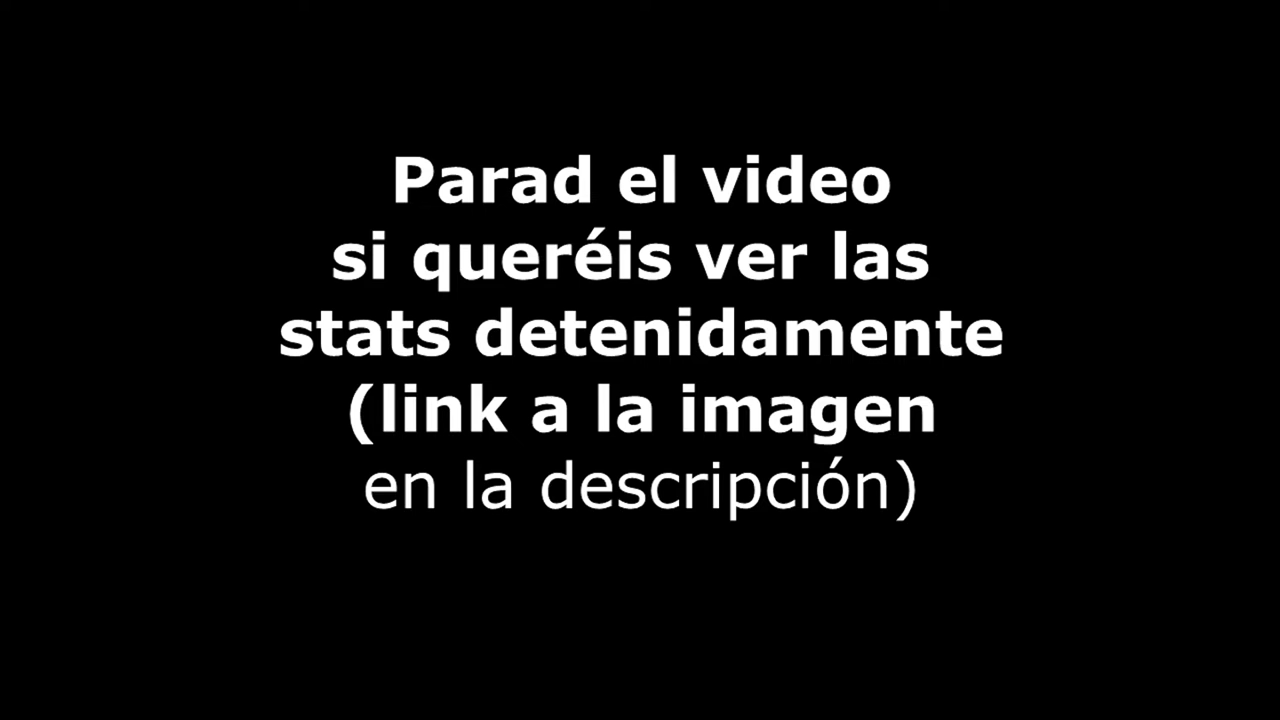 Parad el video
si queréis ver las
stats detenidamente
(link a la imagen
en la descripción)